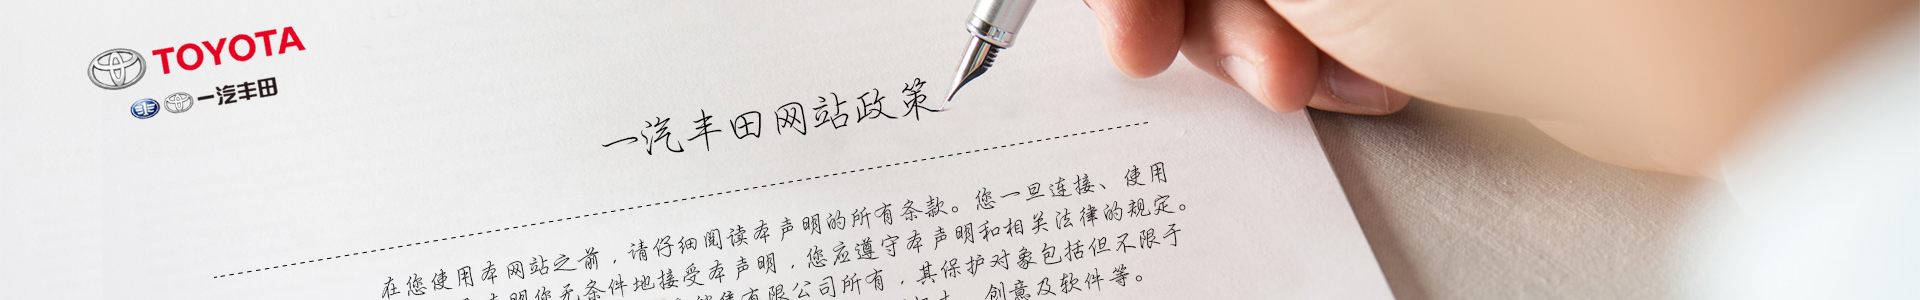 TOYOTA
一汽丰田
一汽丰田网站政策
在您使用本网站之前，请仔细阅读本声明的所有条款。您一旦连接、使用
声明您无条件地接受本声明，您应遵守本声明和相关法律的规定。
售有限公司所有，其保护对象包括但不限于
创意及软件等。